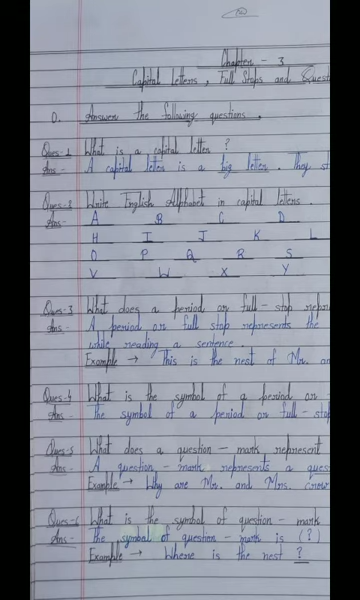 Chapter - 3
Capital Letters, Full Stops and Quest
D. Answer the following questions.
Ques-1 What is a capital letter ?
Ans- A capital letter is a big letter. They st
Ques-2 Write English Alphabet in capital letters.
Ans- A B C D
H I J K L
O P Q R S
V W X Y
Ques-3 What does a period or full-stop repre
Ans- A period or full stop represents the
while reading a sentence.
Example → This is the nest of Mr. an
Ques-4 What is the symbol of a period or
Ans- the symbol of a period or full-stop
Ques-5 What does a question-mark represent
Ans- A question-mark represents a ques
Example → Why are Mr. and Mrs. crow
Ques-6 What is the symbol of question-mark
Ans- the symbol of question-mark is (?)
Example → Where is the nest ?